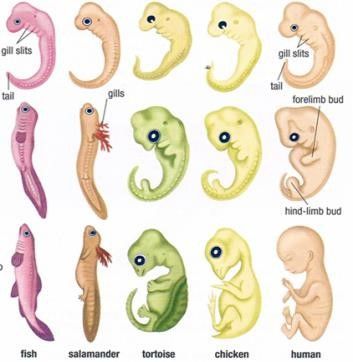 gill slits
gill slits
tail
tail
gills
forelimb bud
hind-limb bud
fish
salamander
tortoise
chicken
human